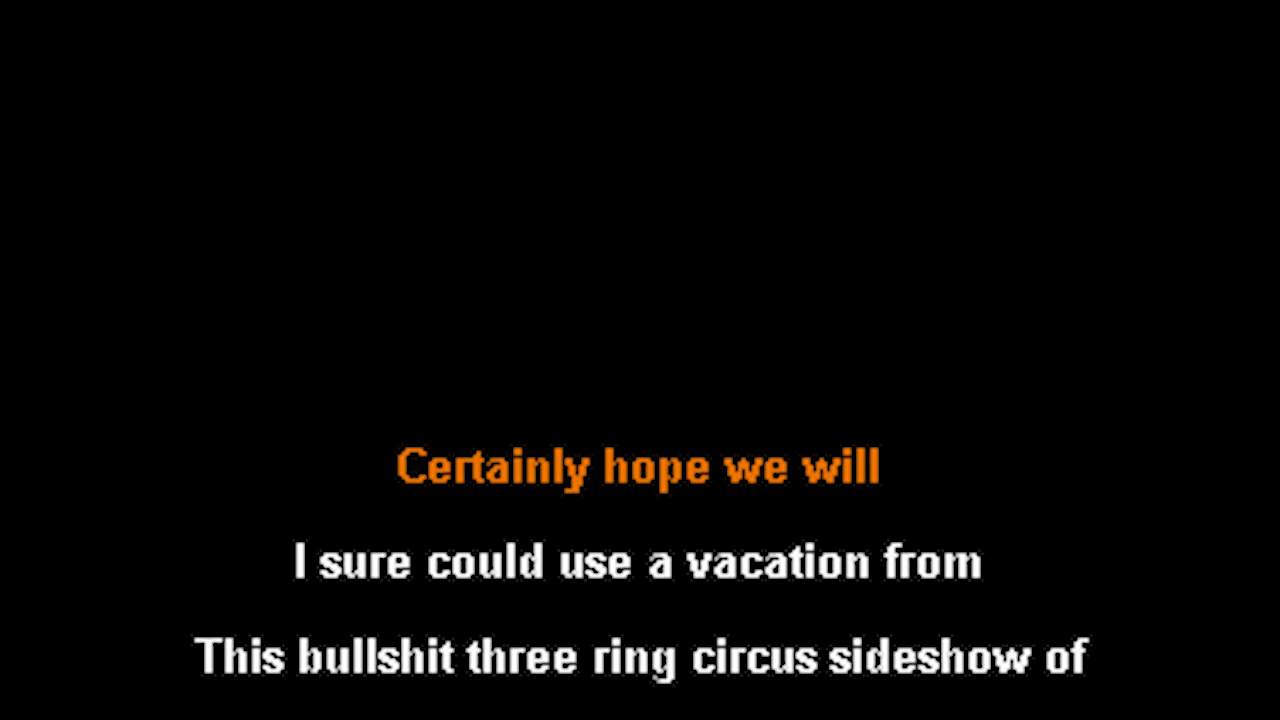 Certainly hope we will
I sure could use a vacation from
This bullshit three ring circus sideshow of